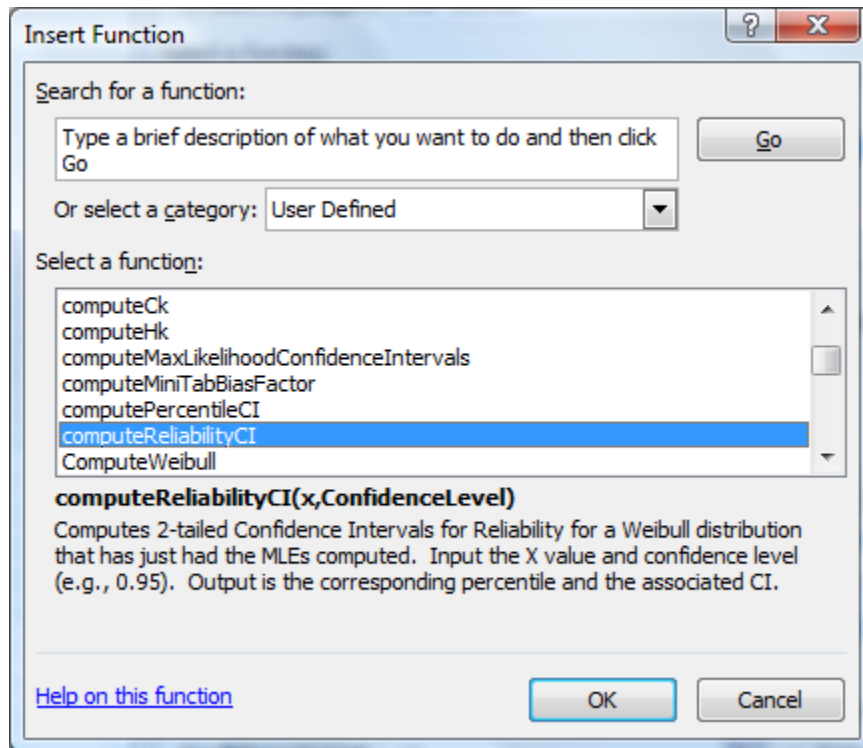 Insert Function
Search for a function:
Type a brief description of what you want to do and then click
Go
Go
Or select a category: User Defined
Select a function:
computeCk
computeHk
computeMaxLikelihoodConfidenceIntervals
computeMiniTabBiasFactor
computePercentileCI
computeReliabilityCI
ComputeWeibull
computeReliabilityCI(x,ConfidenceLevel)
Computes 2-tailed Confidence Intervals for Reliability for a Weibull distribution
that has just had the MLEs computed.  Input the X value and confidence level
(e.g., 0.95).  Output is the corresponding percentile and the associated CI.
Help on this function
OK
Cancel